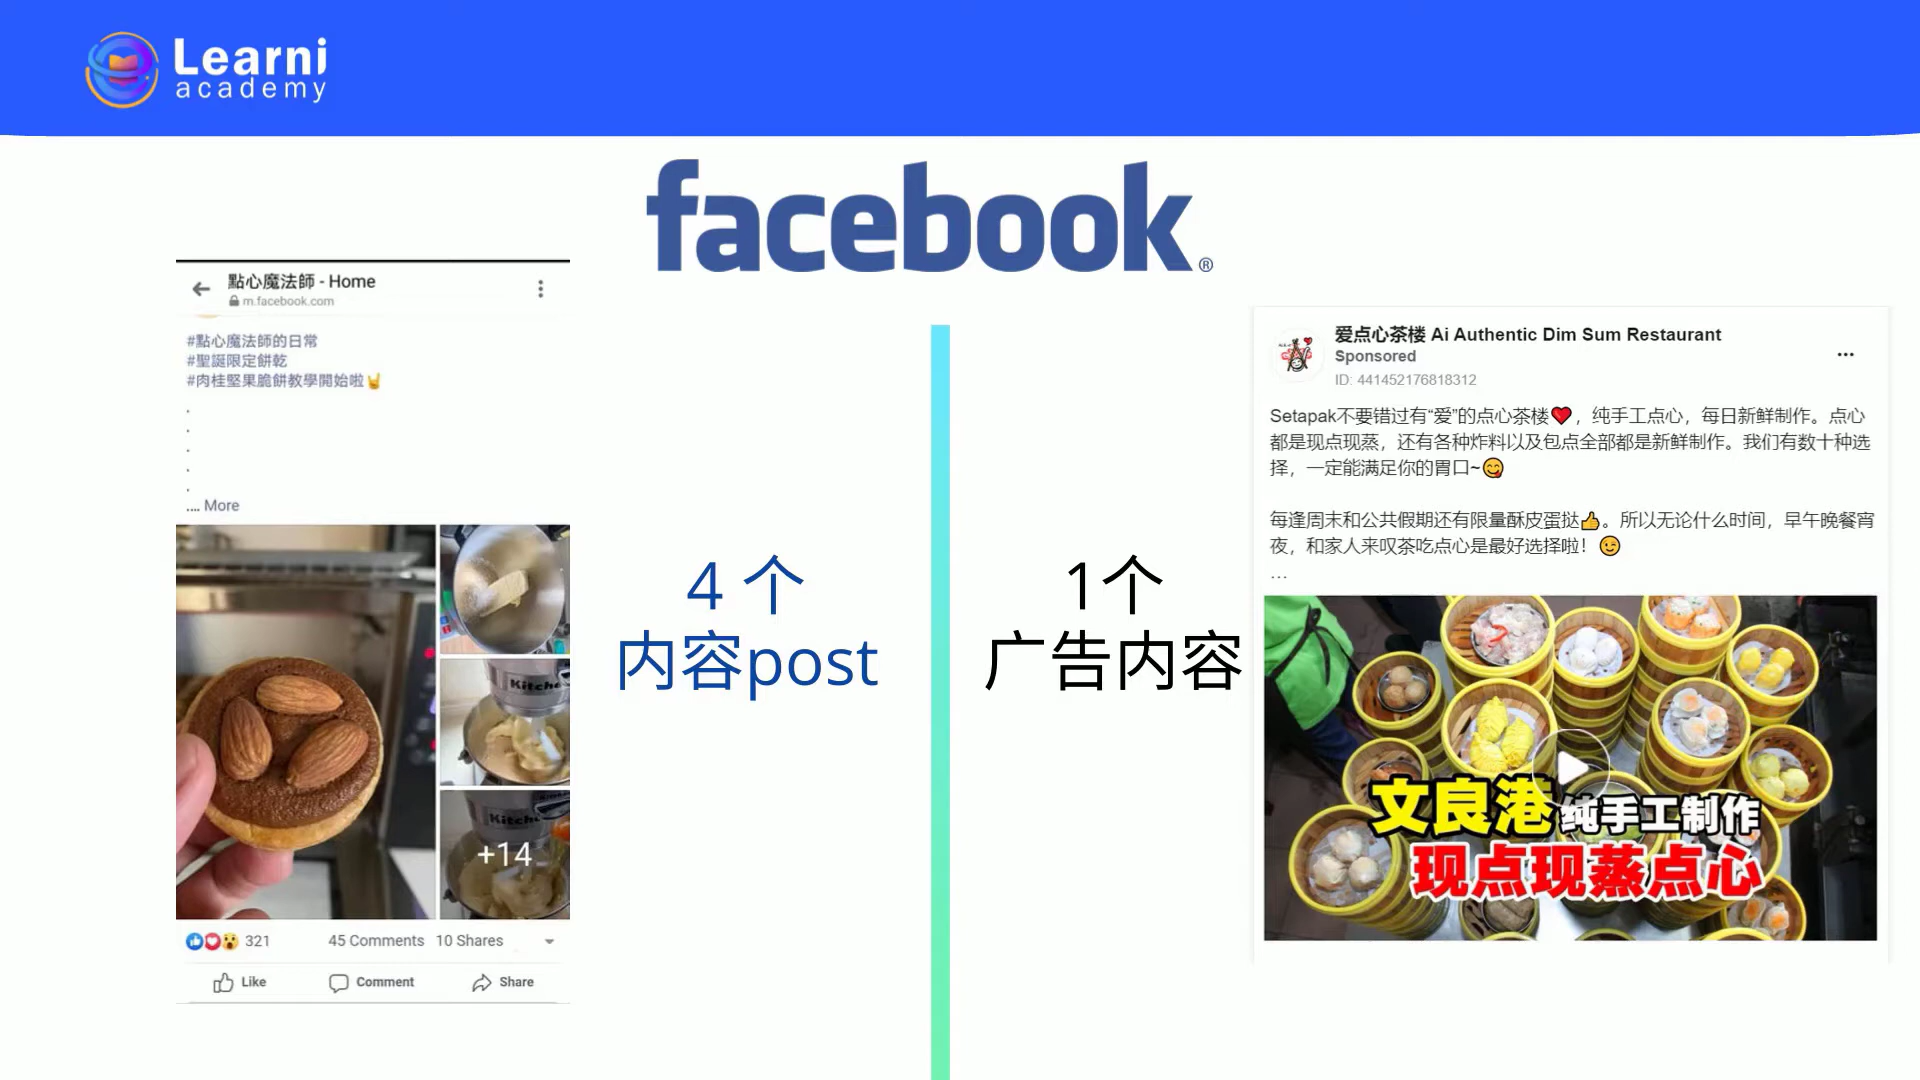 Learni
academy
facebook®
點心魔法師 - Home
m.facebook.com
#點心魔法師的日常
#聖誕限定餅乾
#肉桂堅果脆餅教學開始啦🤘
.
.
.
.
.
.... More
Kitche
Kitche
+14
321
45 Comments 10 Shares
Like Comment Share
4 个
内容post
1个
广告内容
爱点心茶楼 Ai Authentic Dim Sum Restaurant
Sponsored
ID: 441452176818312
Setapak不要错过有“爱”的点心茶楼❤️，纯手工点心，每日新鲜制作。点心
都是现点现蒸，还有各种炸料以及包点全部都是新鲜制作。我们有数十种选
择，一定能满足你的胃口~😋
每逢周末和公共假期还有限量酥皮蛋挞👍。所以无论什么时间，早午晚餐宵
夜，和家人来叹茶吃点心是最好选择啦！😉
...
文良港纯手工制作
现点现蒸点心